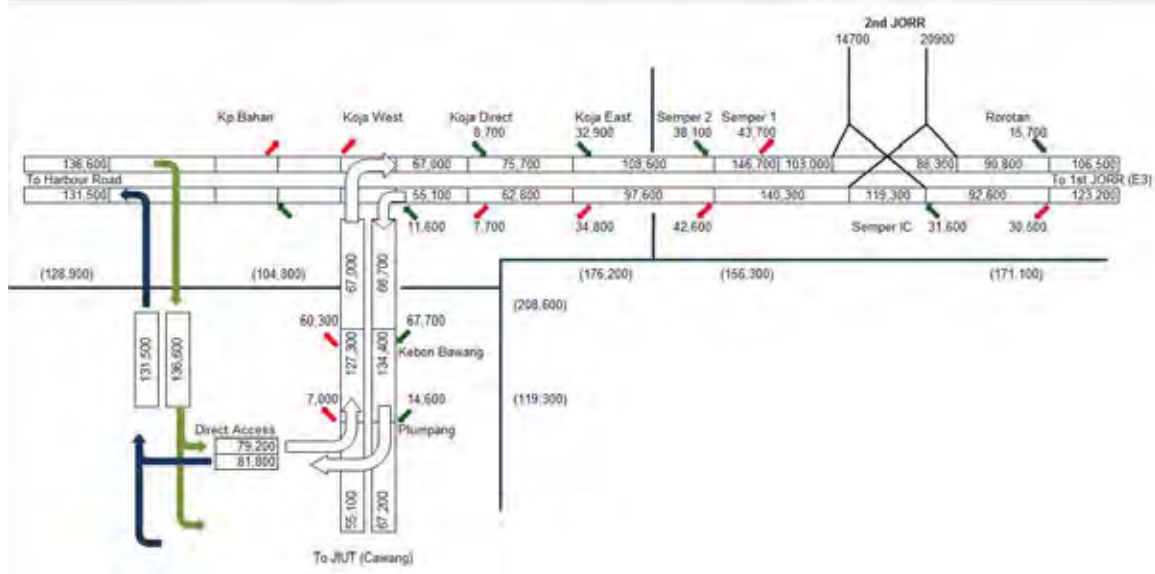 2nd JORR
14700 20900
Kp.Bahari Koja West Koja Direct Koja East Semper 2 Semper 1 Rorotan
8,700 32,900 38,100 43,700 15,700
136,600 67,000 75,700 108,600 146,700 103,000 88,300 90,800 106,500
To Harbour Road To 1st JORR (E3)
131,500 55,100 62,800 97,600 140,300 119,300 92,600 123,200
11,600 7,700 34,800 42,600 Semper IC 31,600 30,500
(128,900) (104,800) 67,000 66,700 (176,200) (156,300) (171,100)
(208,600)
60,300 67,700
131,500 136,600 127,300 134,400 Kebon Bawang
7,000 14,600 (119,300)
Direct Access Plumpang
79,200
81,800
55,100 67,200
To JIUT (Cawang)